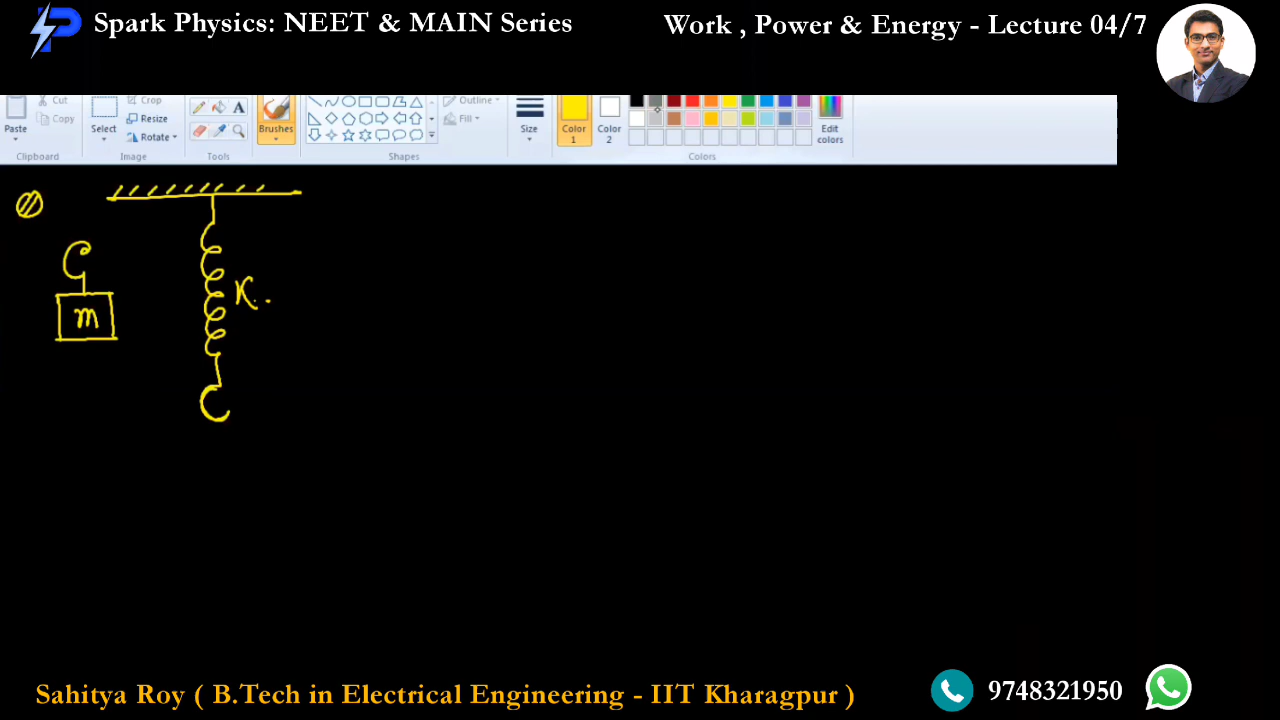 Spark Physics: NEET & MAIN Series
Work , Power & Energy - Lecture 04/7
Paste
Cut
Copy
Clipboard
Select
Crop
Resize
Rotate
Image
A
Tools
Brushes
Outline
Fill
Shapes
Size
Color 1
Color 2
Edit colors
Colors
m
K
Sahitya Roy ( B.Tech in Electrical Engineering - IIT Kharagpur )
9748321950